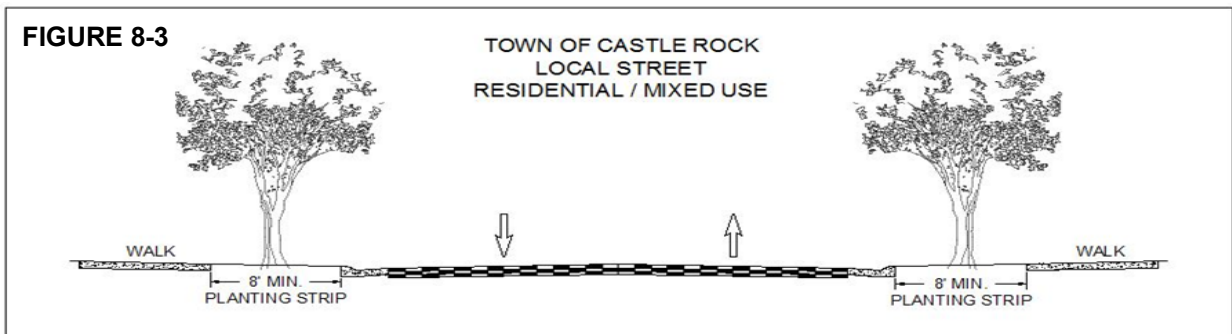 FIGURE 8-3
TOWN OF CASTLE ROCK
LOCAL STREET
RESIDENTIAL / MIXED USE
WALK
WALK
8' MIN.
PLANTING STRIP
8' MIN.
PLANTING STRIP